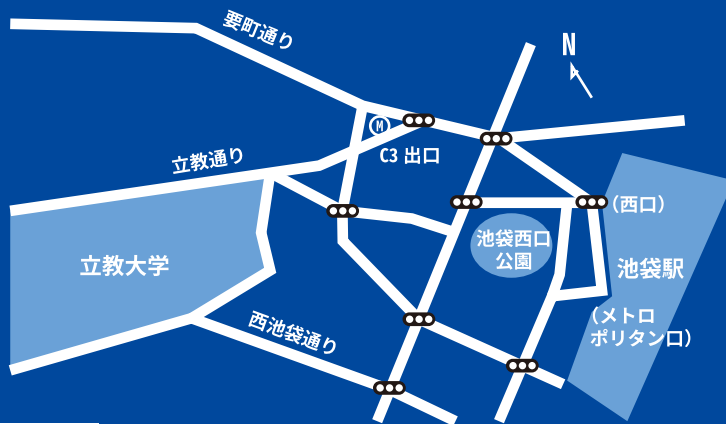 要町通り
N
M
C3 出口
立教通り
(西口)
池袋西口
公園
立教大学
池袋駅
西池袋通り
(メトロ
ポリタン口)